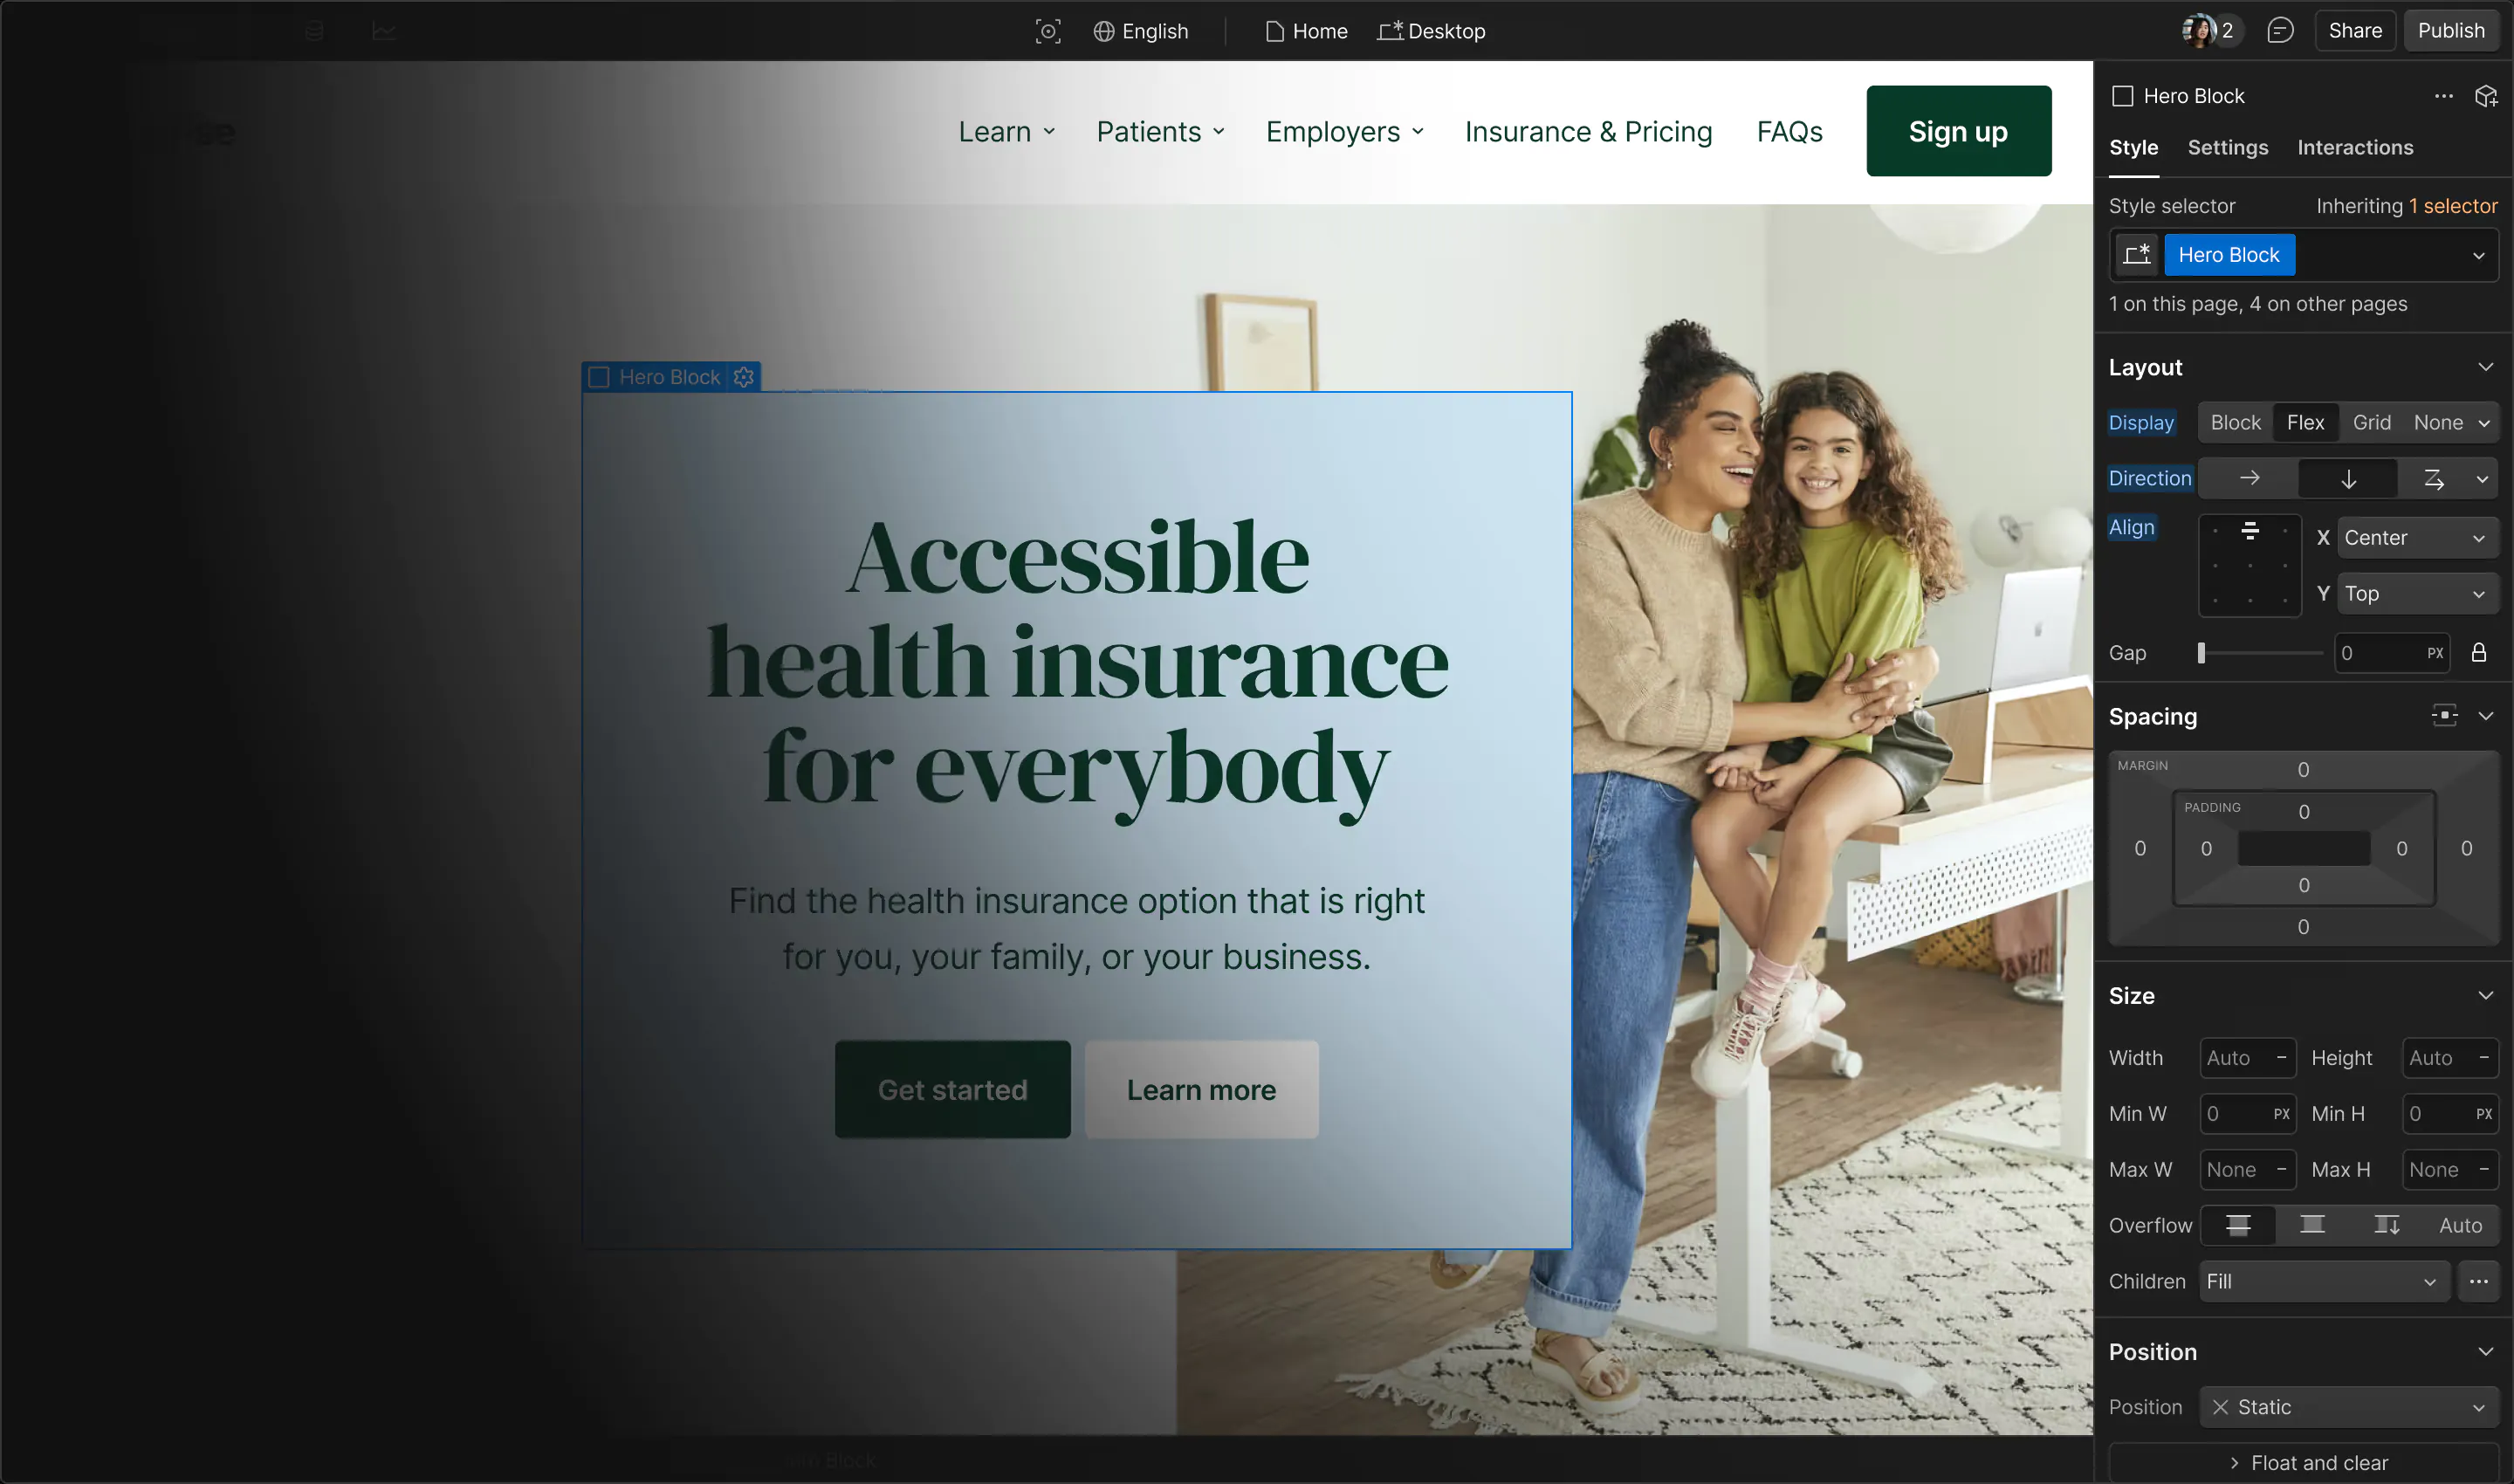 English
Home
Desktop
2
Share
Publish
Learn
Patients
Employers
Insurance & Pricing
FAQs
Sign up
Hero Block
Accessible
health insurance
for everybody
Find the health insurance option that is right
for you, your family, or your business.
Get started
Learn more
Hero Block
Style
Settings
Interactions
Style selector
Inheriting 1 selector
Hero Block
1 on this page, 4 on other pages
Layout
Display
Block
Flex
Grid
None
Direction
Align
X
Center
Y
Top
Gap
0
PX
Spacing
MARGIN
0
PADDING
0
0
0
0
0
0
0
Size
Width
Auto
–
Height
Auto
–
Min W
0
PX
Min H
0
PX
Max W
None
–
Max H
None
–
Overflow
Auto
Children
Fill
Position
Position
Static
Float and clear